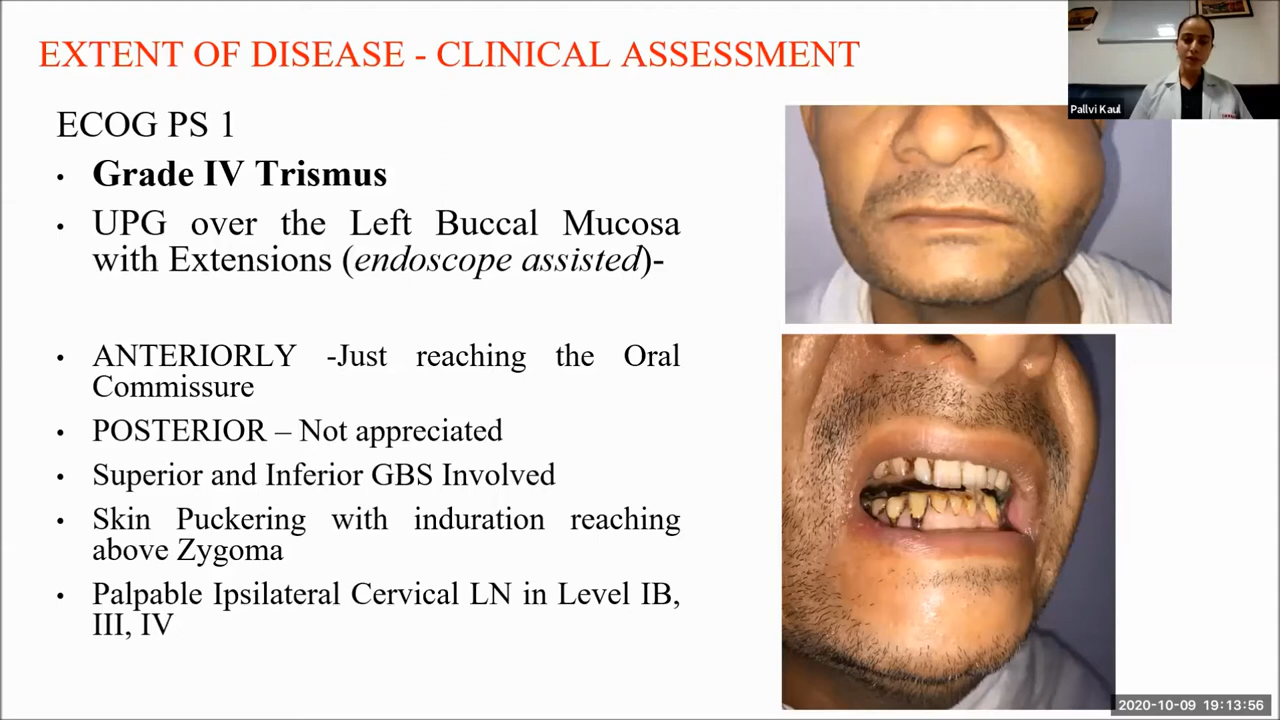 EXTENT OF DISEASE - CLINICAL ASSESSMENT
Pallvi Kaul
ECOG PS 1
• Grade IV Trismus
• UPG over the Left Buccal Mucosa
with Extensions (endoscope assisted)-
• ANTERIORLY -Just reaching the Oral
Commissure
• POSTERIOR – Not appreciated
• Superior and Inferior GBS Involved
• Skin Puckering with induration reaching
above Zygoma
• Palpable Ipsilateral Cervical LN in Level IB,
III, IV
2020-10-09 19:13:56